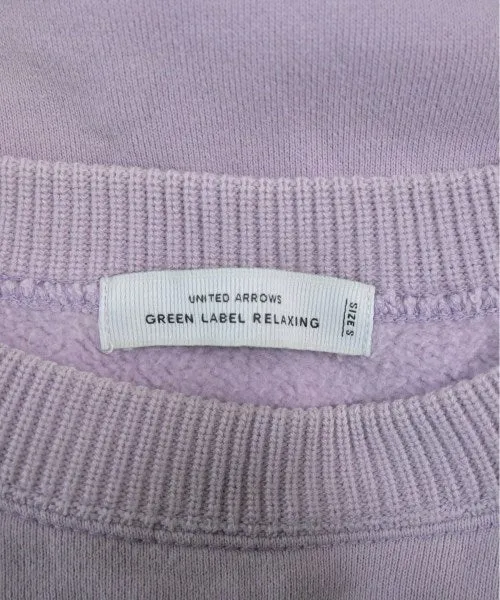 UNITED ARROWS
GREEN LABEL RELAXING
SIZE S